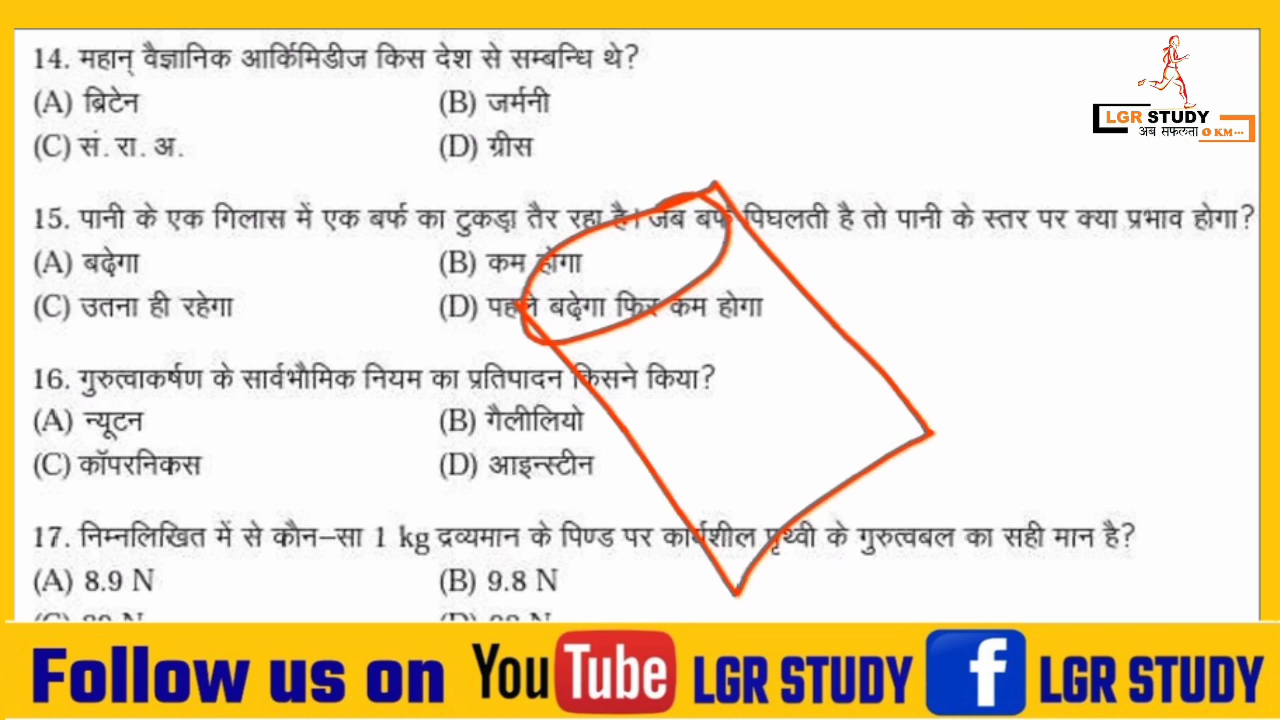 14. महान् वैज्ञानिक आर्किमिडीज किस देश से सम्बन्धि थे?
(A) ब्रिटेन (B) जर्मनी
(C) सं. रा. अ. (D) ग्रीस
LGR STUDY
अब सफलता 0 KM...
15. पानी के एक गिलास में एक बर्फ का टुकड़ा तैर रहा है। जब बर्फ पिघलती है तो पानी के स्तर पर क्या प्रभाव होगा?
(A) बढ़ेगा (B) कम होगा
(C) उतना ही रहेगा (D) पहले बढ़ेगा फिर कम होगा
16. गुरुत्वाकर्षण के सार्वभौमिक नियम का प्रतिपादन किसने किया?
(A) न्यूटन (B) गैलीलियो
(C) कॉपरनिकस (D) आइन्स्टीन
17. निम्नलिखित में से कौन-सा 1 kg द्रव्यमान के पिण्ड पर कार्यशील पृथ्वी के गुरुत्वबल का सही मान है?
(A) 8.9 N (B) 9.8 N
Follow us on YouTube LGR STUDY f LGR STUDY